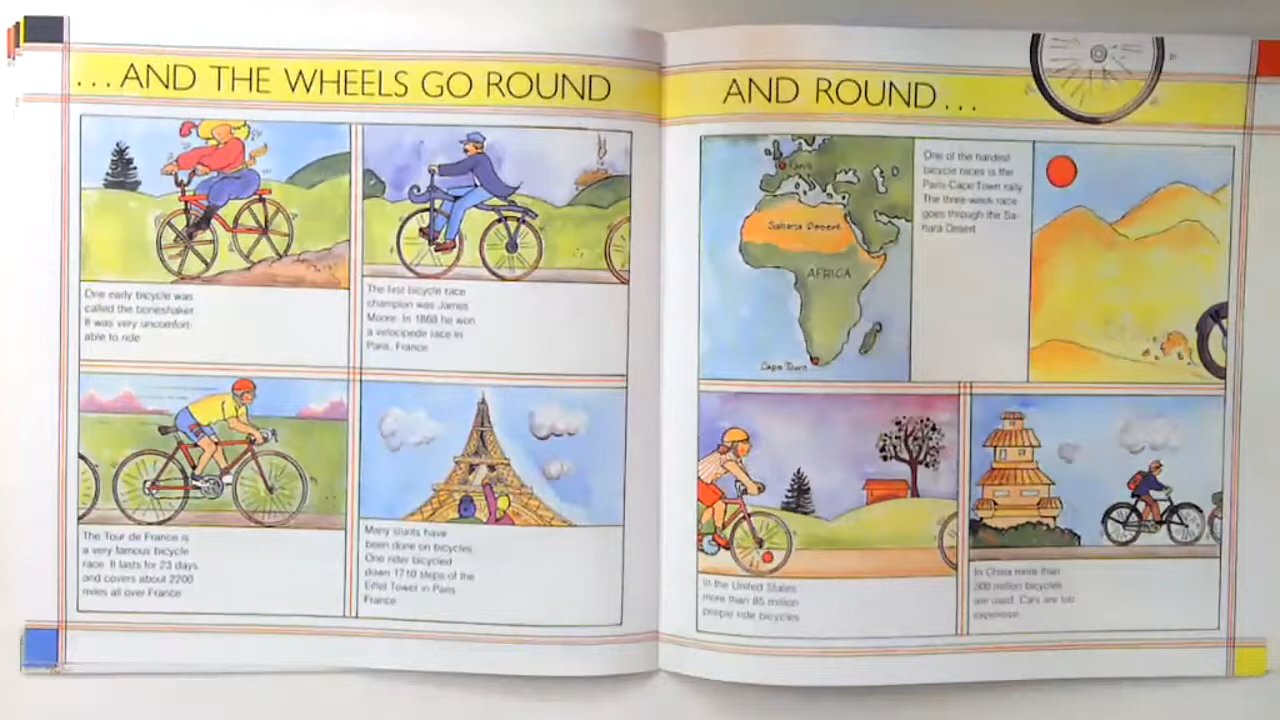 ...AND THE WHEELS GO ROUND
One early bicycle was
called the boneshaker
It was very uncomfort-
able to ride
The first bicycle race
champion was James
Moore. In 1868 he won
a velocipede race in
Paris, France
The Tour de France is
a very famous bicycle
race. It lasts for 23 days
and covers about 2200
miles all over France
Many stunts have
been done on bicycles.
One rider bicycled
down 1710 steps of the
Eiffel Tower in Paris
France
AND ROUND...
Paris
Sahara Desert
AFRICA
Cape Town
One of the hardest
bicycle races is the
Paris-Cape Town rally
The three-week race
goes through the Sa-
hara Desert
In the United States
more than 85 million
people ride bicycles
In China more than
300 million bicycles
are used. Cars are too
expensive